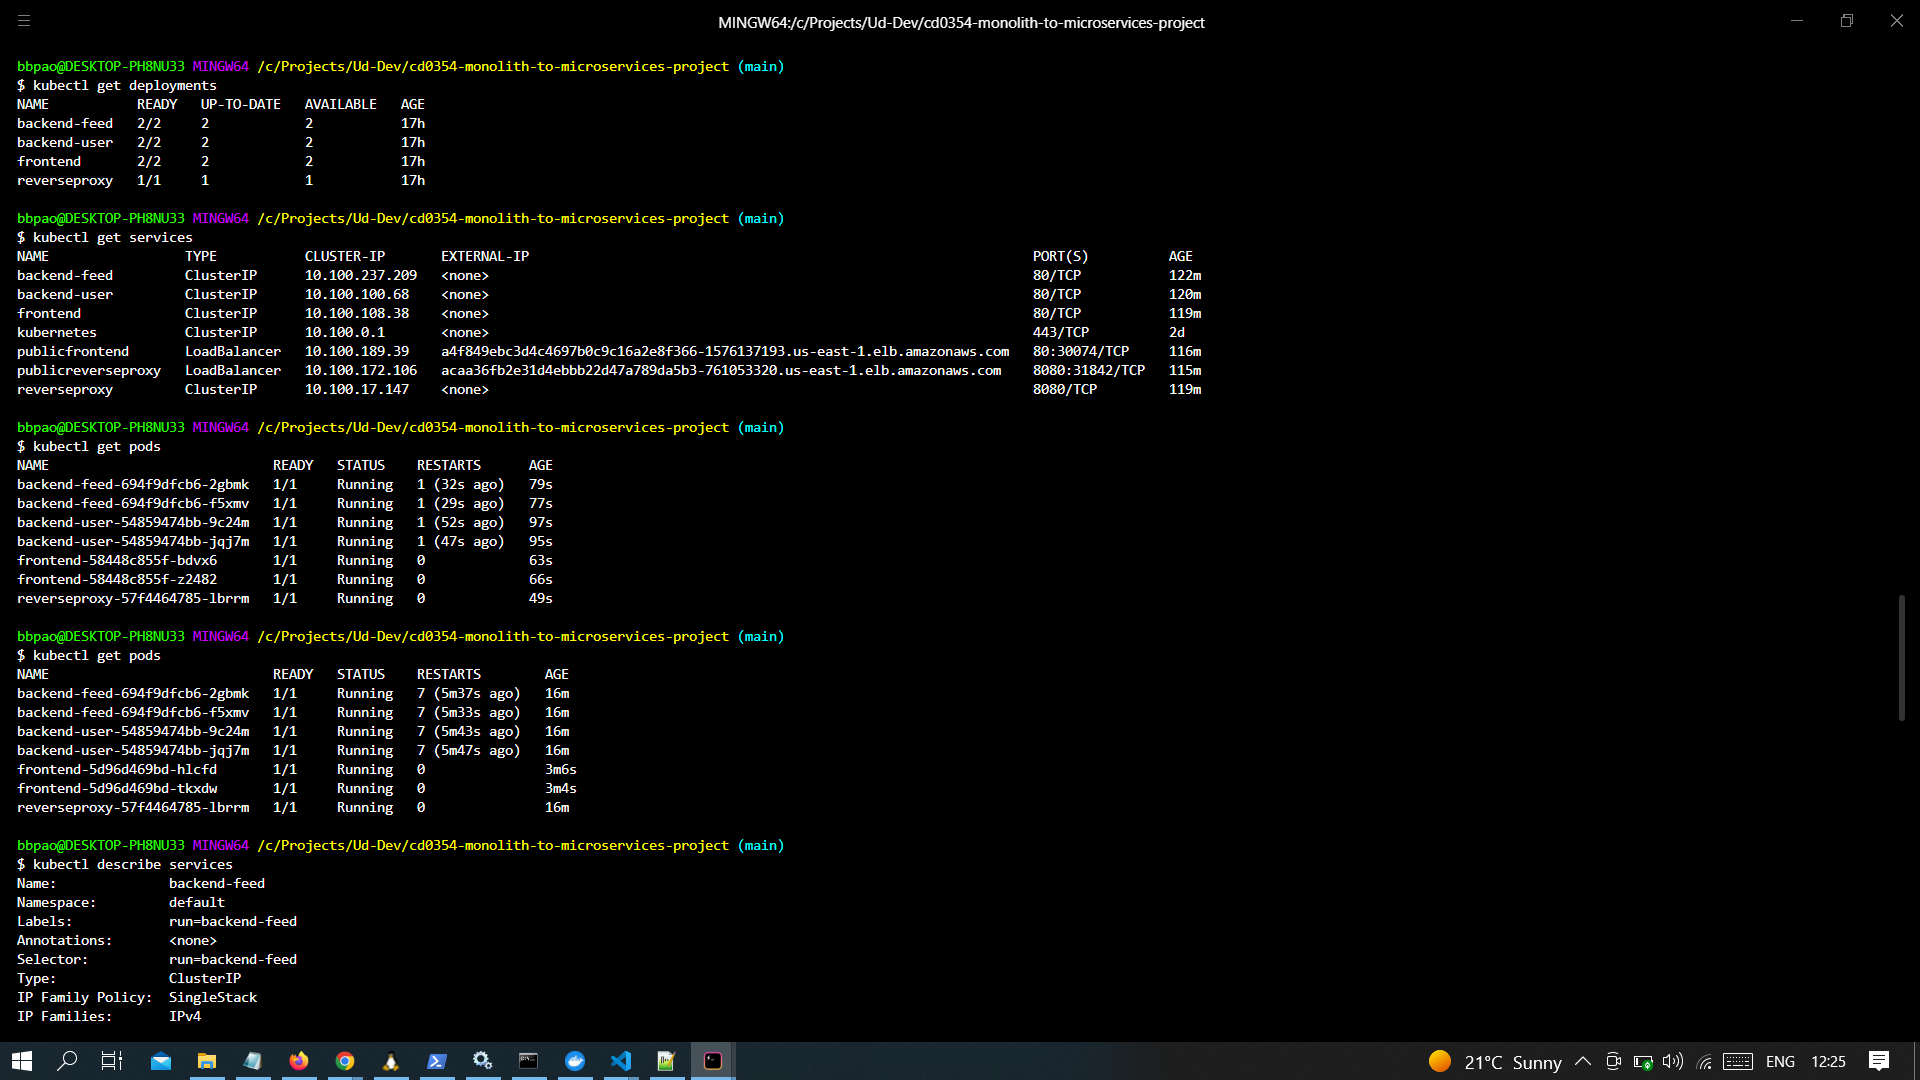 MINGW64:/c/Projects/Ud-Dev/cd0354-monolith-to-microservices-project
bbpao@DESKTOP-PH8NU33 MINGW64 /c/Projects/Ud-Dev/cd0354-monolith-to-microservices-project (main)
$ kubectl get deployments
NAME READY UP-TO-DATE AVAILABLE AGE
backend-feed 2/2 2 2 17h
backend-user 2/2 2 2 17h
frontend 2/2 2 2 17h
reverseproxy 1/1 1 1 17h
bbpao@DESKTOP-PH8NU33 MINGW64 /c/Projects/Ud-Dev/cd0354-monolith-to-microservices-project (main)
$ kubectl get services
NAME TYPE CLUSTER-IP EXTERNAL-IP PORT(S) AGE
backend-feed ClusterIP 10.100.237.209 <none> 80/TCP 122m
backend-user ClusterIP 10.100.100.68 <none> 80/TCP 120m
frontend ClusterIP 10.100.108.38 <none> 80/TCP 119m
kubernetes ClusterIP 10.100.0.1 <none> 443/TCP 2d
publicfrontend LoadBalancer 10.100.189.39 a4f849ebc3d4c4697b0c9c16a2e8f366-1576137193.us-east-1.elb.amazonaws.com 80:30074/TCP 116m
publicreverseproxy LoadBalancer 10.100.172.106 acaa36fb2e31d4ebbb22d47a789da5b3-761053320.us-east-1.elb.amazonaws.com 8080:31842/TCP 115m
reverseproxy ClusterIP 10.100.17.147 <none> 8080/TCP 119m
bbpao@DESKTOP-PH8NU33 MINGW64 /c/Projects/Ud-Dev/cd0354-monolith-to-microservices-project (main)
$ kubectl get pods
NAME READY STATUS RESTARTS AGE
backend-feed-694f9dfcb6-2gbmk 1/1 Running 1 (32s ago) 79s
backend-feed-694f9dfcb6-f5xmv 1/1 Running 1 (29s ago) 77s
backend-user-54859474bb-9c24m 1/1 Running 1 (52s ago) 97s
backend-user-54859474bb-jqj7m 1/1 Running 1 (47s ago) 95s
frontend-58448c855f-bdvx6 1/1 Running 0 63s
frontend-58448c855f-z2482 1/1 Running 0 66s
reverseproxy-57f4464785-lbrrm 1/1 Running 0 49s
bbpao@DESKTOP-PH8NU33 MINGW64 /c/Projects/Ud-Dev/cd0354-monolith-to-microservices-project (main)
$ kubectl get pods
NAME READY STATUS RESTARTS AGE
backend-feed-694f9dfcb6-2gbmk 1/1 Running 7 (5m37s ago) 16m
backend-feed-694f9dfcb6-f5xmv 1/1 Running 7 (5m33s ago) 16m
backend-user-54859474bb-9c24m 1/1 Running 7 (5m43s ago) 16m
backend-user-54859474bb-jqj7m 1/1 Running 7 (5m47s ago) 16m
frontend-5d96d469bd-hlcfd 1/1 Running 0 3m6s
frontend-5d96d469bd-tkxdw 1/1 Running 0 3m4s
reverseproxy-57f4464785-lbrrm 1/1 Running 0 16m
bbpao@DESKTOP-PH8NU33 MINGW64 /c/Projects/Ud-Dev/cd0354-monolith-to-microservices-project (main)
$ kubectl describe services
Name: backend-feed
Namespace: default
Labels: run=backend-feed
Annotations: <none>
Selector: run=backend-feed
Type: ClusterIP
IP Family Policy: SingleStack
IP Families: IPv4
21°C Sunny ENG 12:25